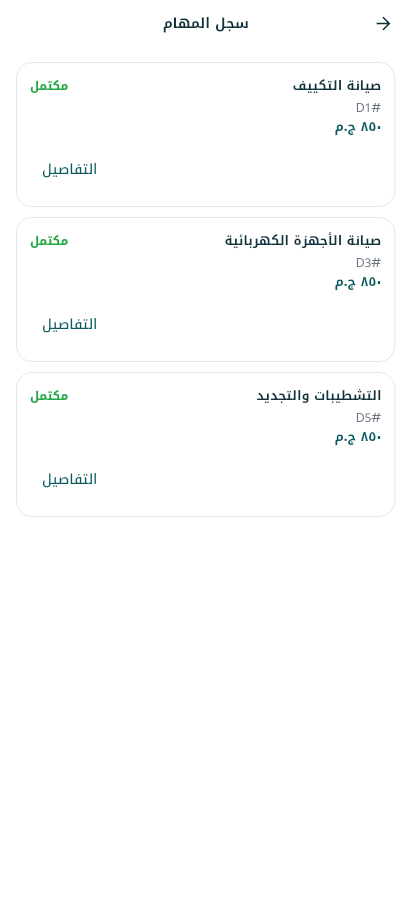 سجل المهام
صيانة التكييف
مكتمل
#D1
٨٥٠ ج.م
التفاصيل
صيانة الأجهزة الكهربائية
مكتمل
#D3
٨٥٠ ج.م
التفاصيل
التشطيبات والتجديد
مكتمل
#D5
٨٥٠ ج.م
التفاصيل